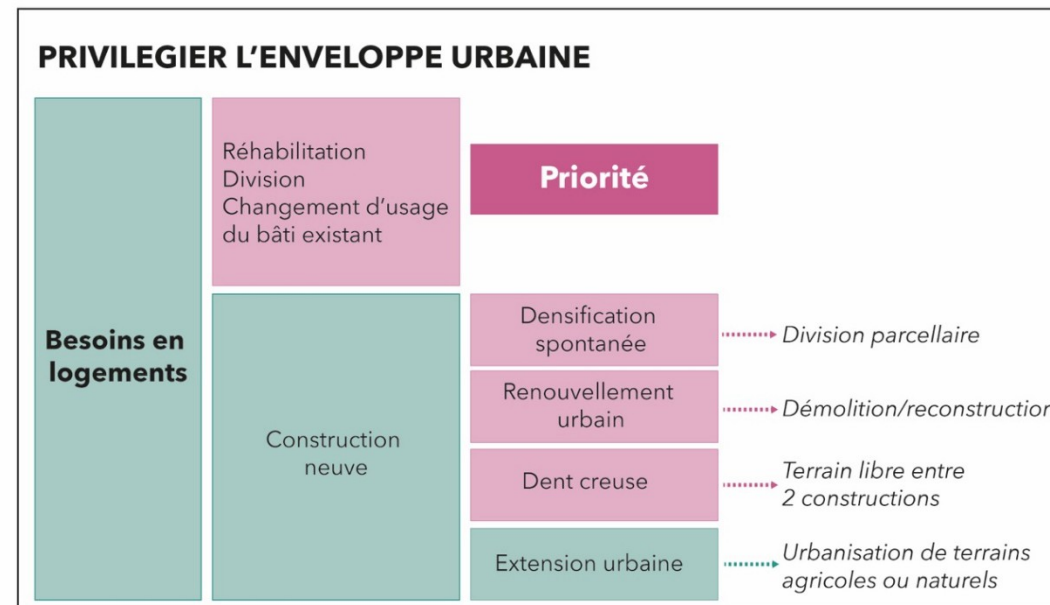 PRIVILEGIER L'ENVELOPPE URBAINE
Besoins en
logements
Réhabilitation
Division
Changement d'usage
du bâti existant
Priorité
Construction
neuve
Densification
spontanée
Division parcellaire
Renouvellement
urbain
Démolition/reconstruction
Dent creuse
Terrain libre entre
2 constructions
Extension urbaine
Urbanisation de terrains
agricoles ou naturels